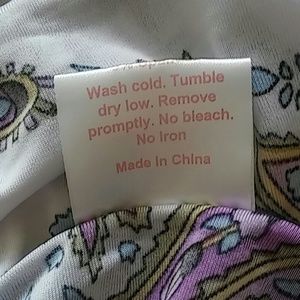 Wash cold. Tumble
dry low. Remove
promptly. No bleach.
No Iron
Made in China